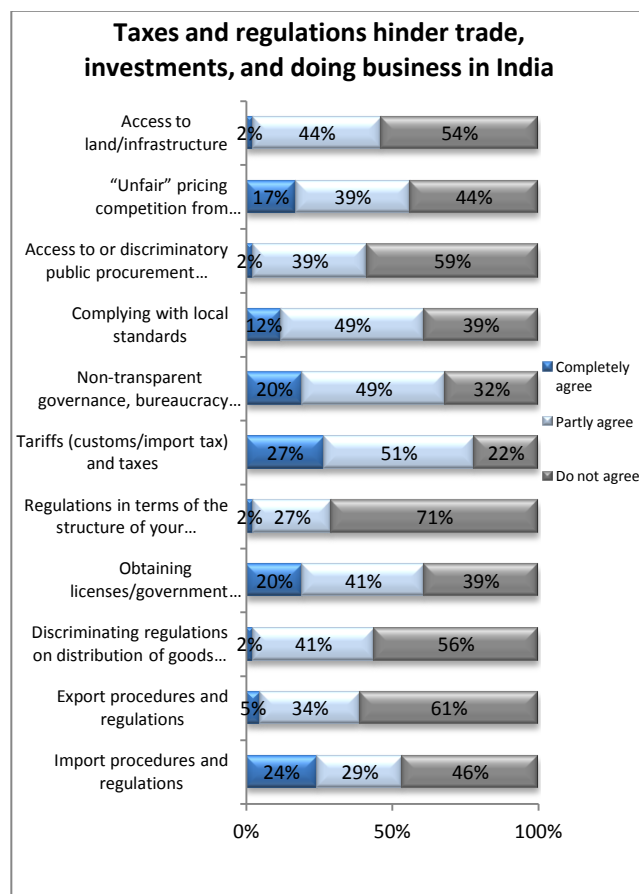 Taxes and regulations hinder trade,
investments, and doing business in India
Access to
land/infrastructure
2% 44% 54%
“Unfair” pricing
competition from…
17% 39% 44%
Access to or discriminatory
public procurement…
2% 39% 59%
Complying with local
standards
12% 49% 39%
Non-transparent
governance, bureaucracy…
20% 49% 32%
Tariffs (customs/import tax) and
taxes
27% 51% 22%
Regulations in terms of the
structure of your…
2% 27% 71%
Obtaining
licenses/government…
20% 41% 39%
Discriminating regulations
on distribution of goods…
2% 41% 56%
Export procedures and
regulations
5% 34% 61%
Import procedures and
regulations
24% 29% 46%
0% 50% 100%
Completely
agree
Partly agree
Do not agree